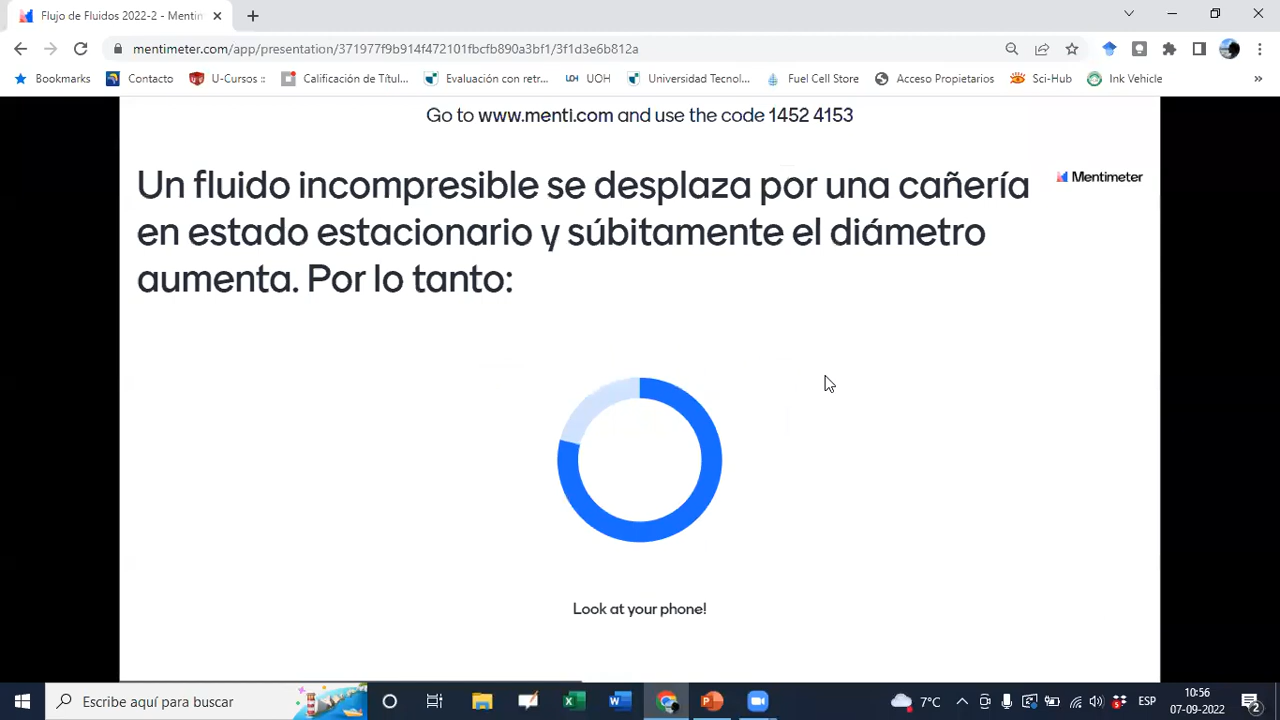 Flujo de Fluidos 2022-2 - Mentin
mentimeter.com/app/presentation/371977f9b914f472101fbcfb890a3bf1/3f1d3e6b812a
Bookmarks Contacto U-Cursos :: Calificación de Títul... Evaluación con retr... UOH Universidad Tecnol... Fuel Cell Store Acceso Propietarios Sci-Hub Ink Vehicle »
Go to www.menti.com and use the code 1452 4153
Mentimeter
Un fluido incompresible se desplaza por una cañería
en estado estacionario y súbitamente el diámetro
aumenta. Por lo tanto:
Look at your phone!
Escribe aquí para buscar
7°C
ESP
10:56
07-09-2022
2